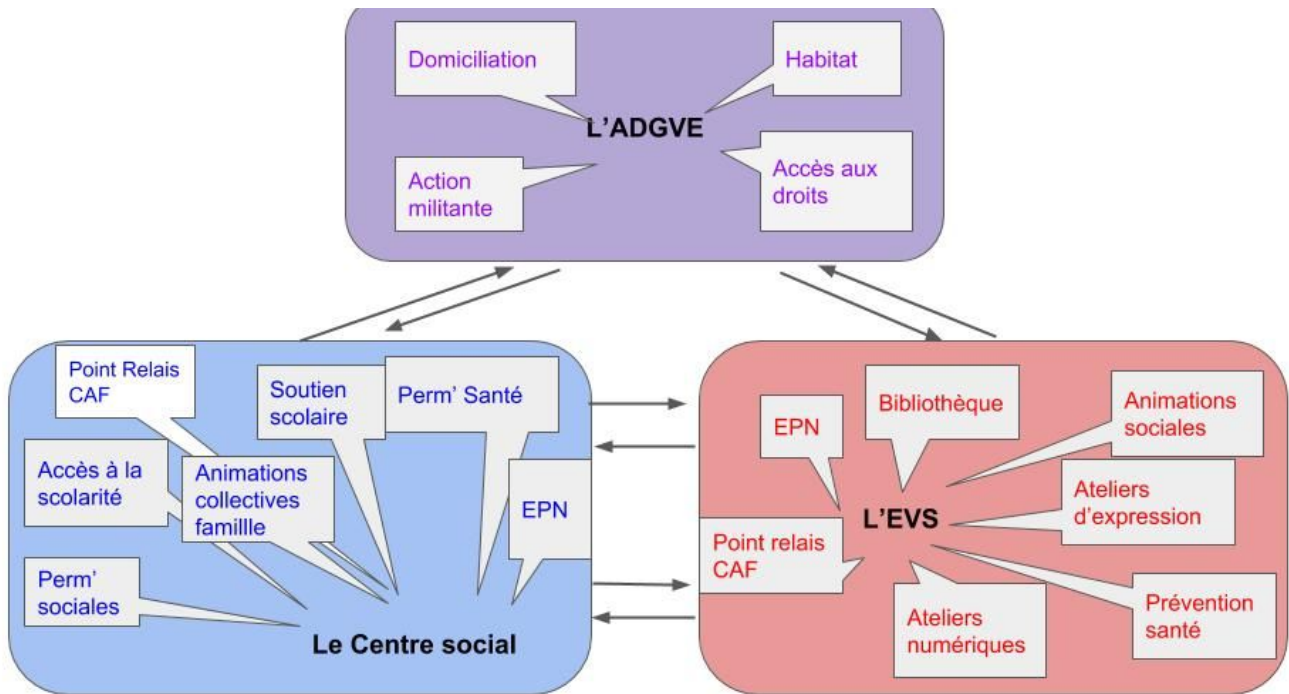 Domiciliation
Habitat
L'ADGVE
Action
militante
Accès aux
droits
Point Relais
CAF
Soutien
scolaire
Perm' Santé
Accès à la
scolarité
Animations
collectives
famillle
EPN
Perm'
sociales
Le Centre social
EPN
Bibliothèque
Animations
sociales
Ateliers
d'expression
L'EVS
Point relais
CAF
Ateliers
numériques
Prévention
santé